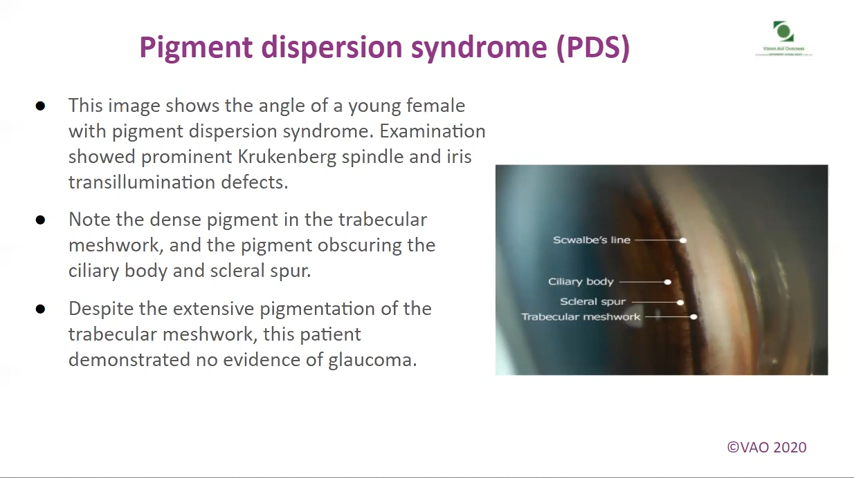 Pigment dispersion syndrome (PDS)
Vision Aid Overseas
● This image shows the angle of a young female
with pigment dispersion syndrome. Examination
showed prominent Krukenberg spindle and iris
transillumination defects.
● Note the dense pigment in the trabecular
meshwork, and the pigment obscuring the
ciliary body and scleral spur.
● Despite the extensive pigmentation of the
trabecular meshwork, this patient
demonstrated no evidence of glaucoma.
Scwalbe's line
Ciliary body
Scleral spur
Trabecular meshwork
©VAO 2020